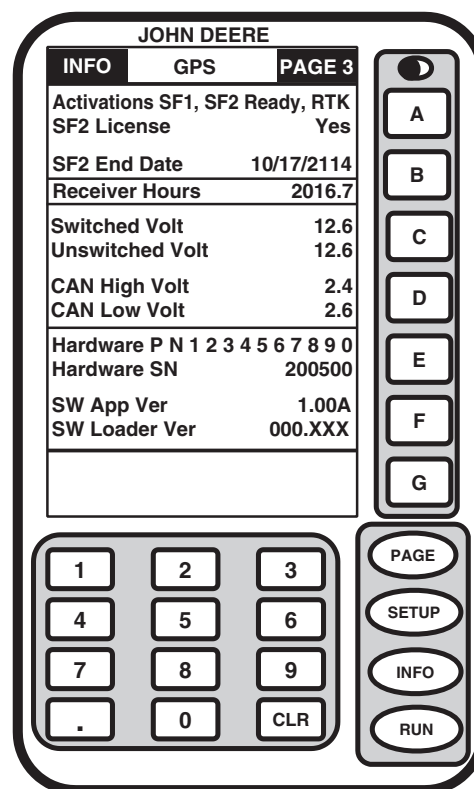 JOHN DEERE
INFO GPS PAGE 3
Activations SF1, SF2 Ready, RTK
SF2 License Yes
SF2 End Date 10/17/2114
Receiver Hours 2016.7
Switched Volt 12.6
Unswitched Volt 12.6
CAN High Volt 2.4
CAN Low Volt 2.6
Hardware P N 1 2 3 4 5 6 7 8 9 0
Hardware SN 200500
SW App Ver 1.00A
SW Loader Ver 000.XXX
A
B
C
D
E
F
G
1 2 3
4 5 6
7 8 9
. 0 CLR
PAGE
SETUP
INFO
RUN